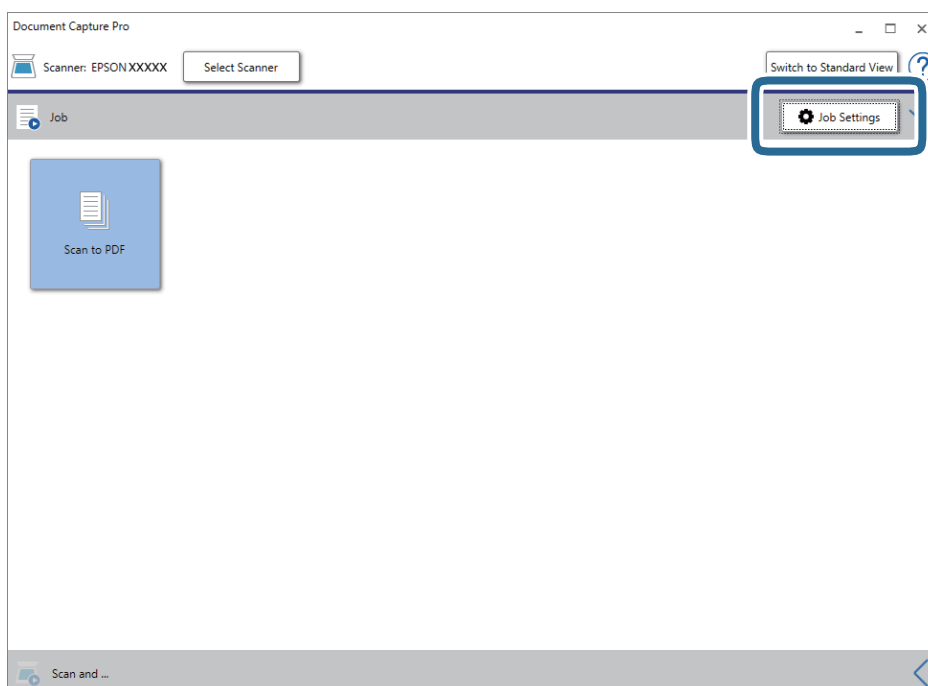 Document Capture Pro
Scanner: EPSON XXXXX
Select Scanner
Switch to Standard View
?
Job
Job Settings
Scan to PDF
Scan and ...